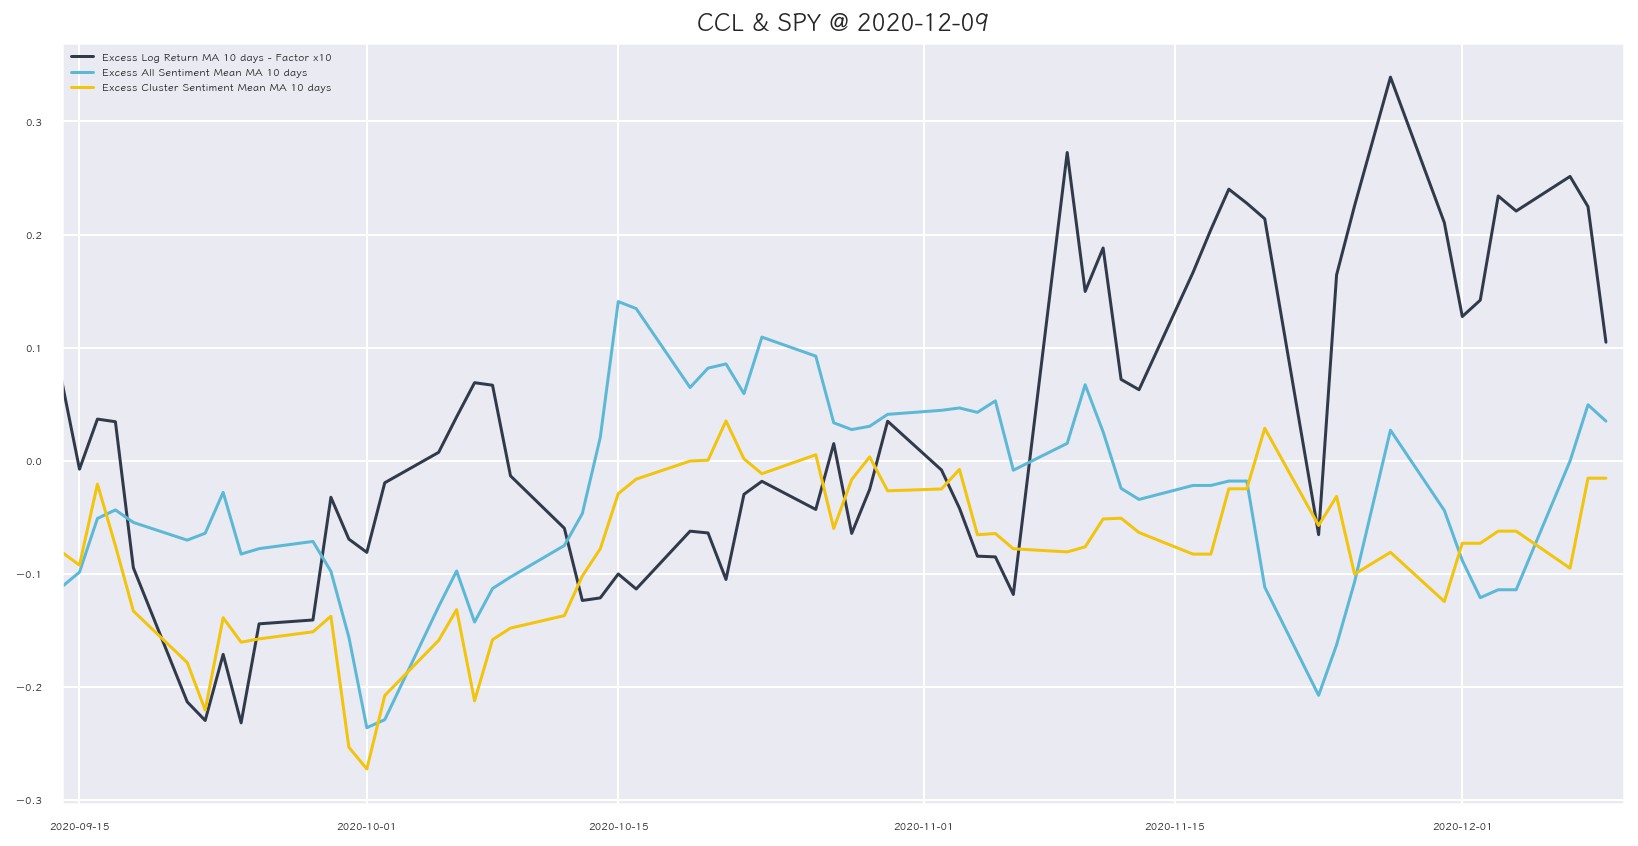 CCL & SPY @ 2020-12-09
Excess Log Return MA 10 days - Factor x10
Excess All Sentiment Mean MA 10 days
Excess Cluster Sentiment Mean MA 10 days
0.3
0.2
0.1
0.0
−0.1
−0.2
−0.3
2020-09-15 2020-10-01 2020-10-15 2020-11-01 2020-11-15 2020-12-01